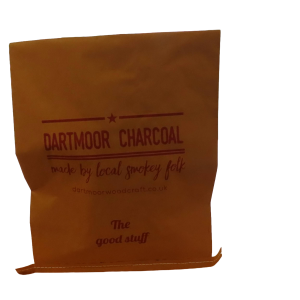 DARTMOOR CHARCOAL
made by local smokey folk
The
good stuff